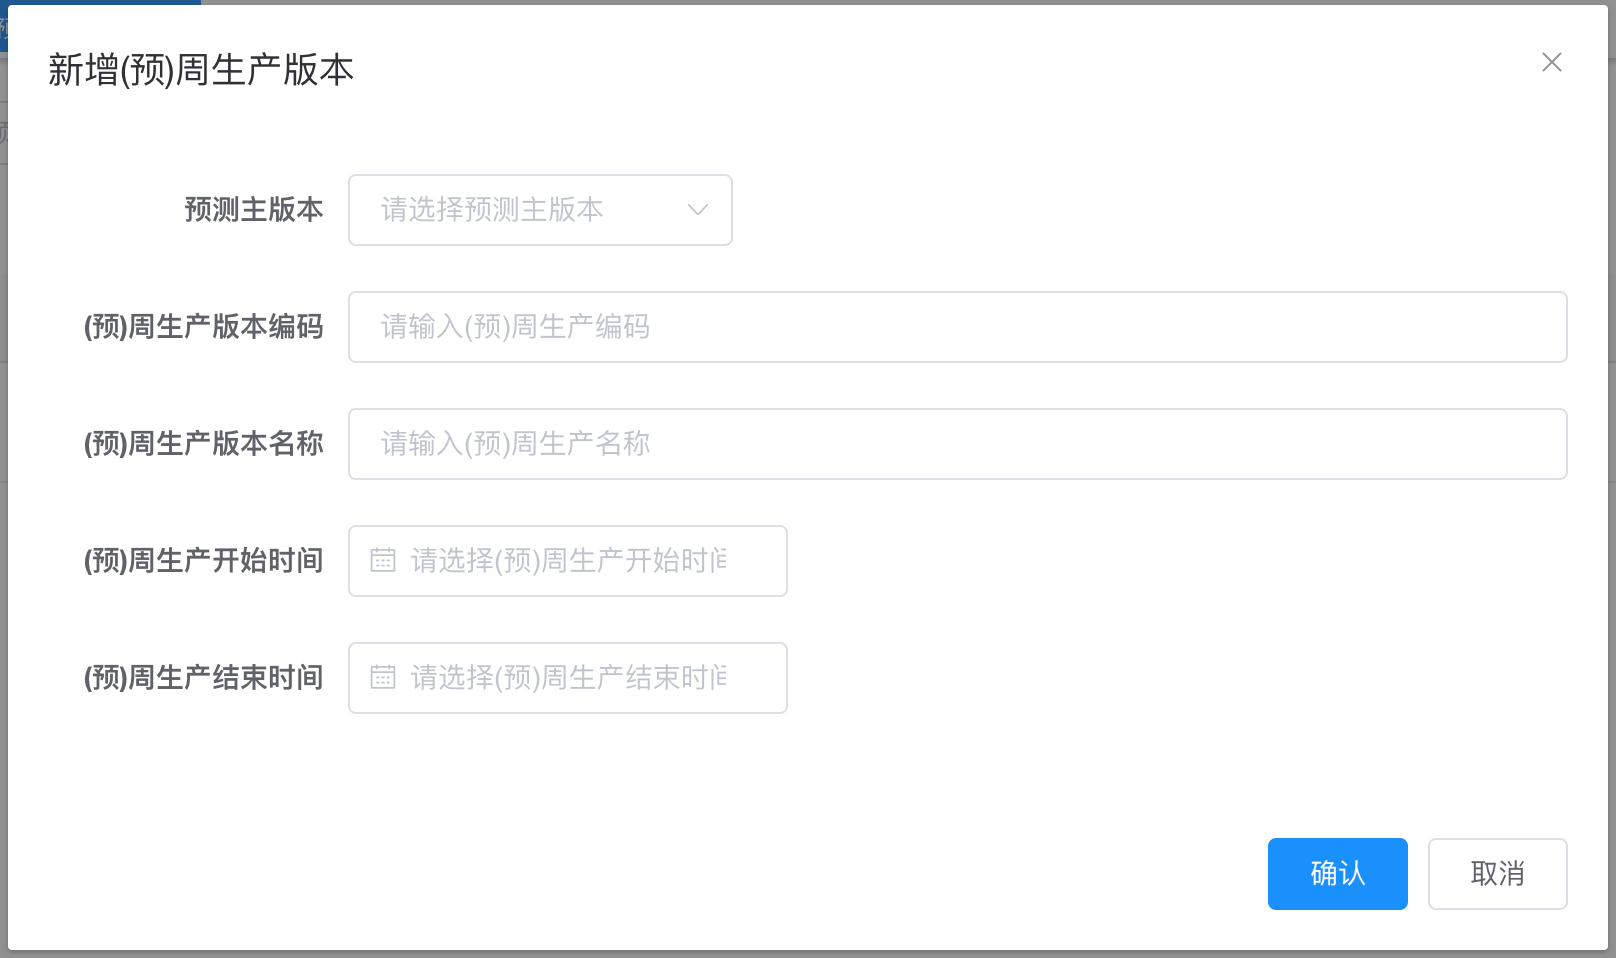 新增(预)周生产版本
预测主版本 请选择预测主版本
(预)周生产版本编码 请输入(预)周生产编码
(预)周生产版本名称 请输入(预)周生产名称
(预)周生产开始时间 请选择(预)周生产开始时
(预)周生产结束时间 请选择(预)周生产结束时
确认 取消